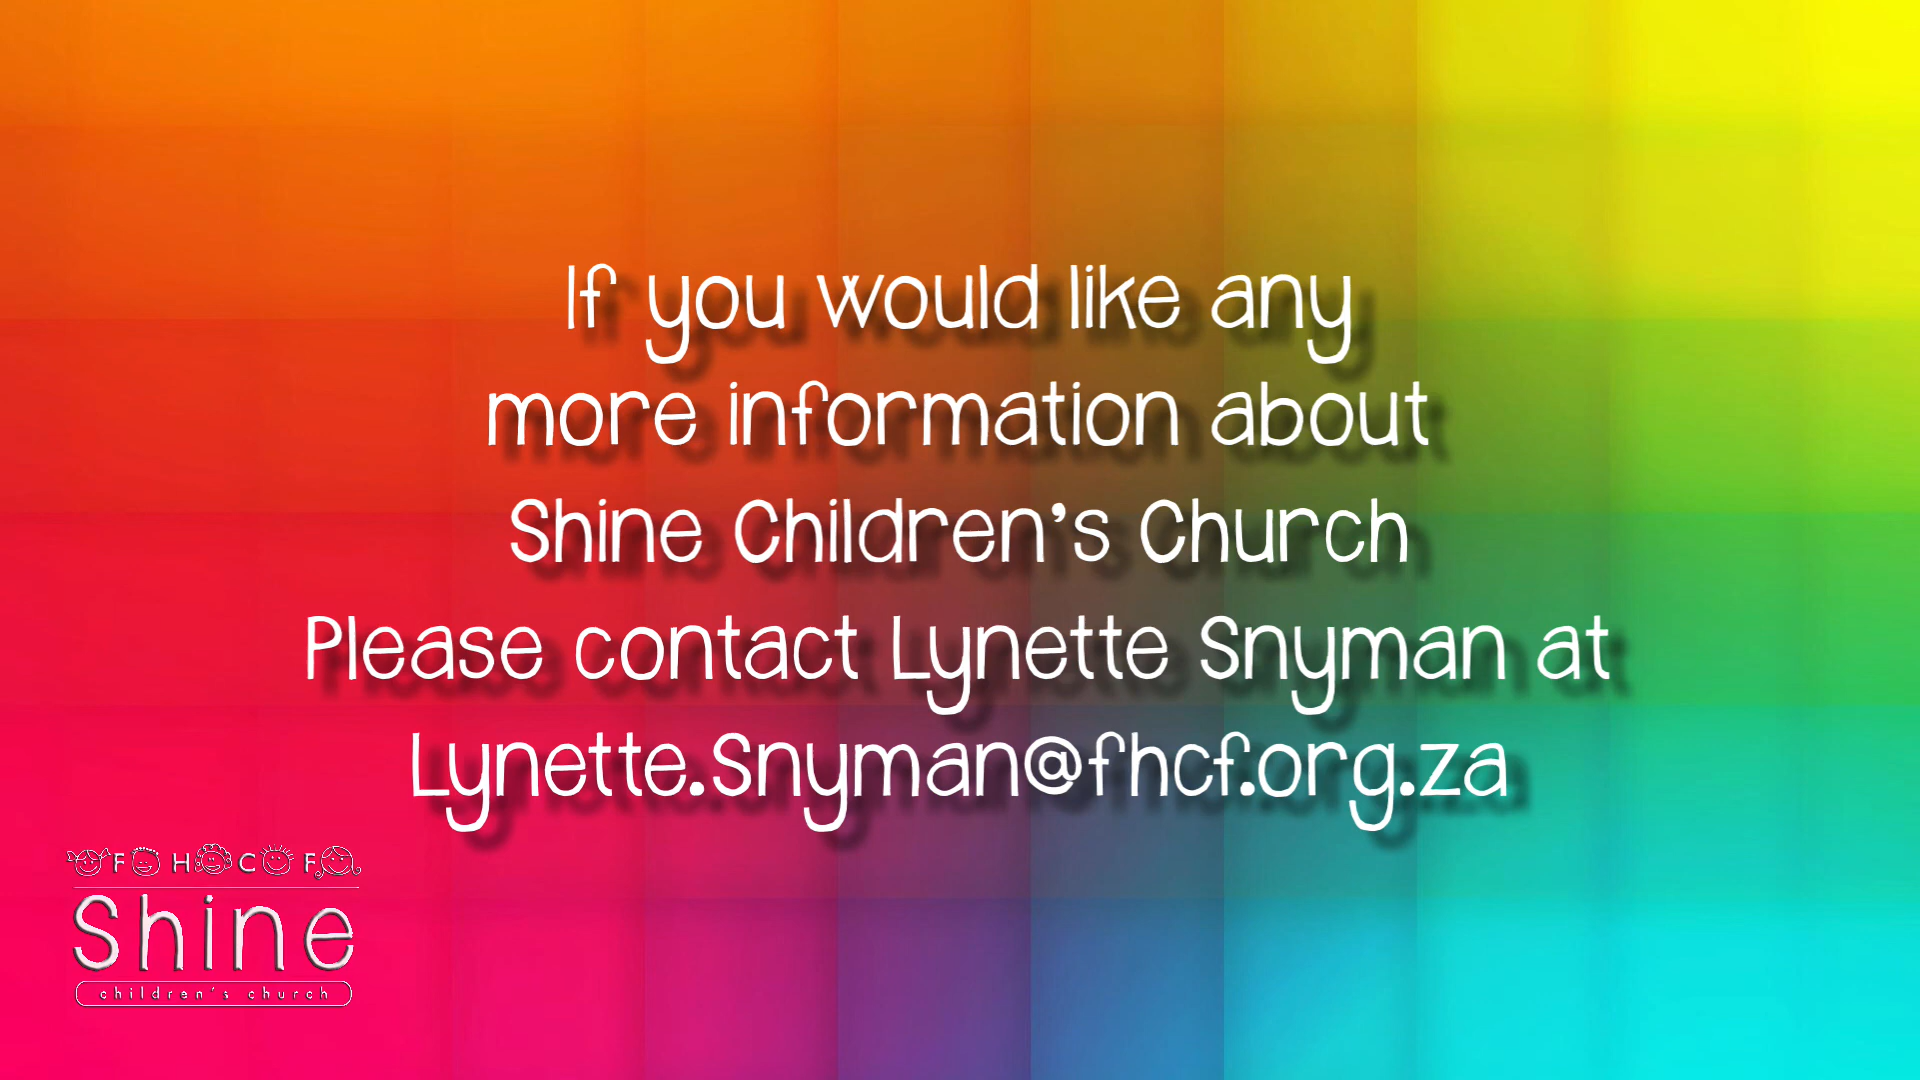 If you would like any
more information about
Shine Children's Church
Please contact Lynette Snyman at
Lynette.Snyman@fhcf.org.za
F H C F
Shine
children's church